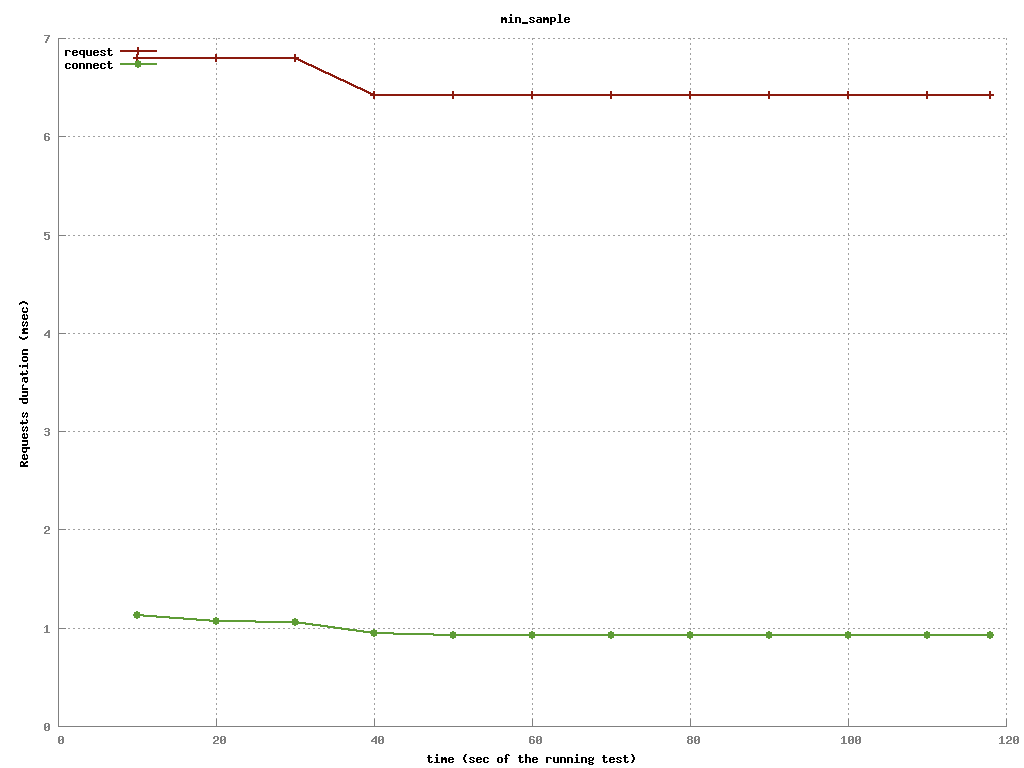 min_sample
request
connect
7
6
5
4
3
2
1
0
Requests duration (msec)
0 20 40 60 80 100 120
time (sec of the running test)